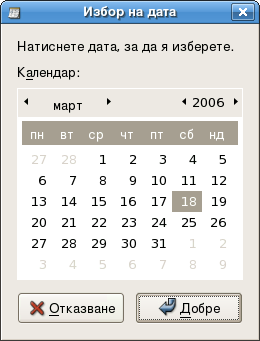 Избор на дата
Натиснете дата, за да я изберете.
Календар:
март 2006
пн вт ср чт пт сб нд
27 28 1 2 3 4 5
6 7 8 9 10 11 12
13 14 15 16 17 18 19
20 21 22 23 24 25 26
27 28 29 30 31 1 2
3 4 5 6 7 8 9
Отказване Добре